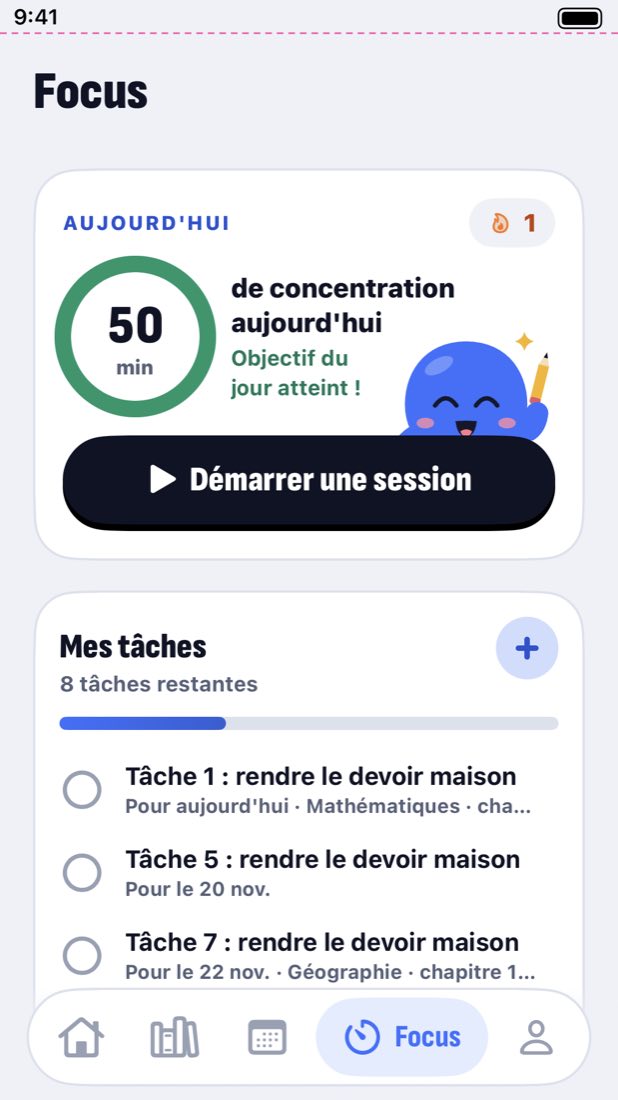 9:41
Focus
AUJOURD'HUI
1
50
min
de concentration
aujourd'hui
Objectif du
jour atteint !
Démarrer une session
Mes tâches
8 tâches restantes
Tâche 1 : rendre le devoir maison
Pour aujourd'hui · Mathématiques · cha...
Tâche 5 : rendre le devoir maison
Pour le 20 nov.
Tâche 7 : rendre le devoir maison
Pour le 22 nov. · Géographie · chapitre 1...
Focus